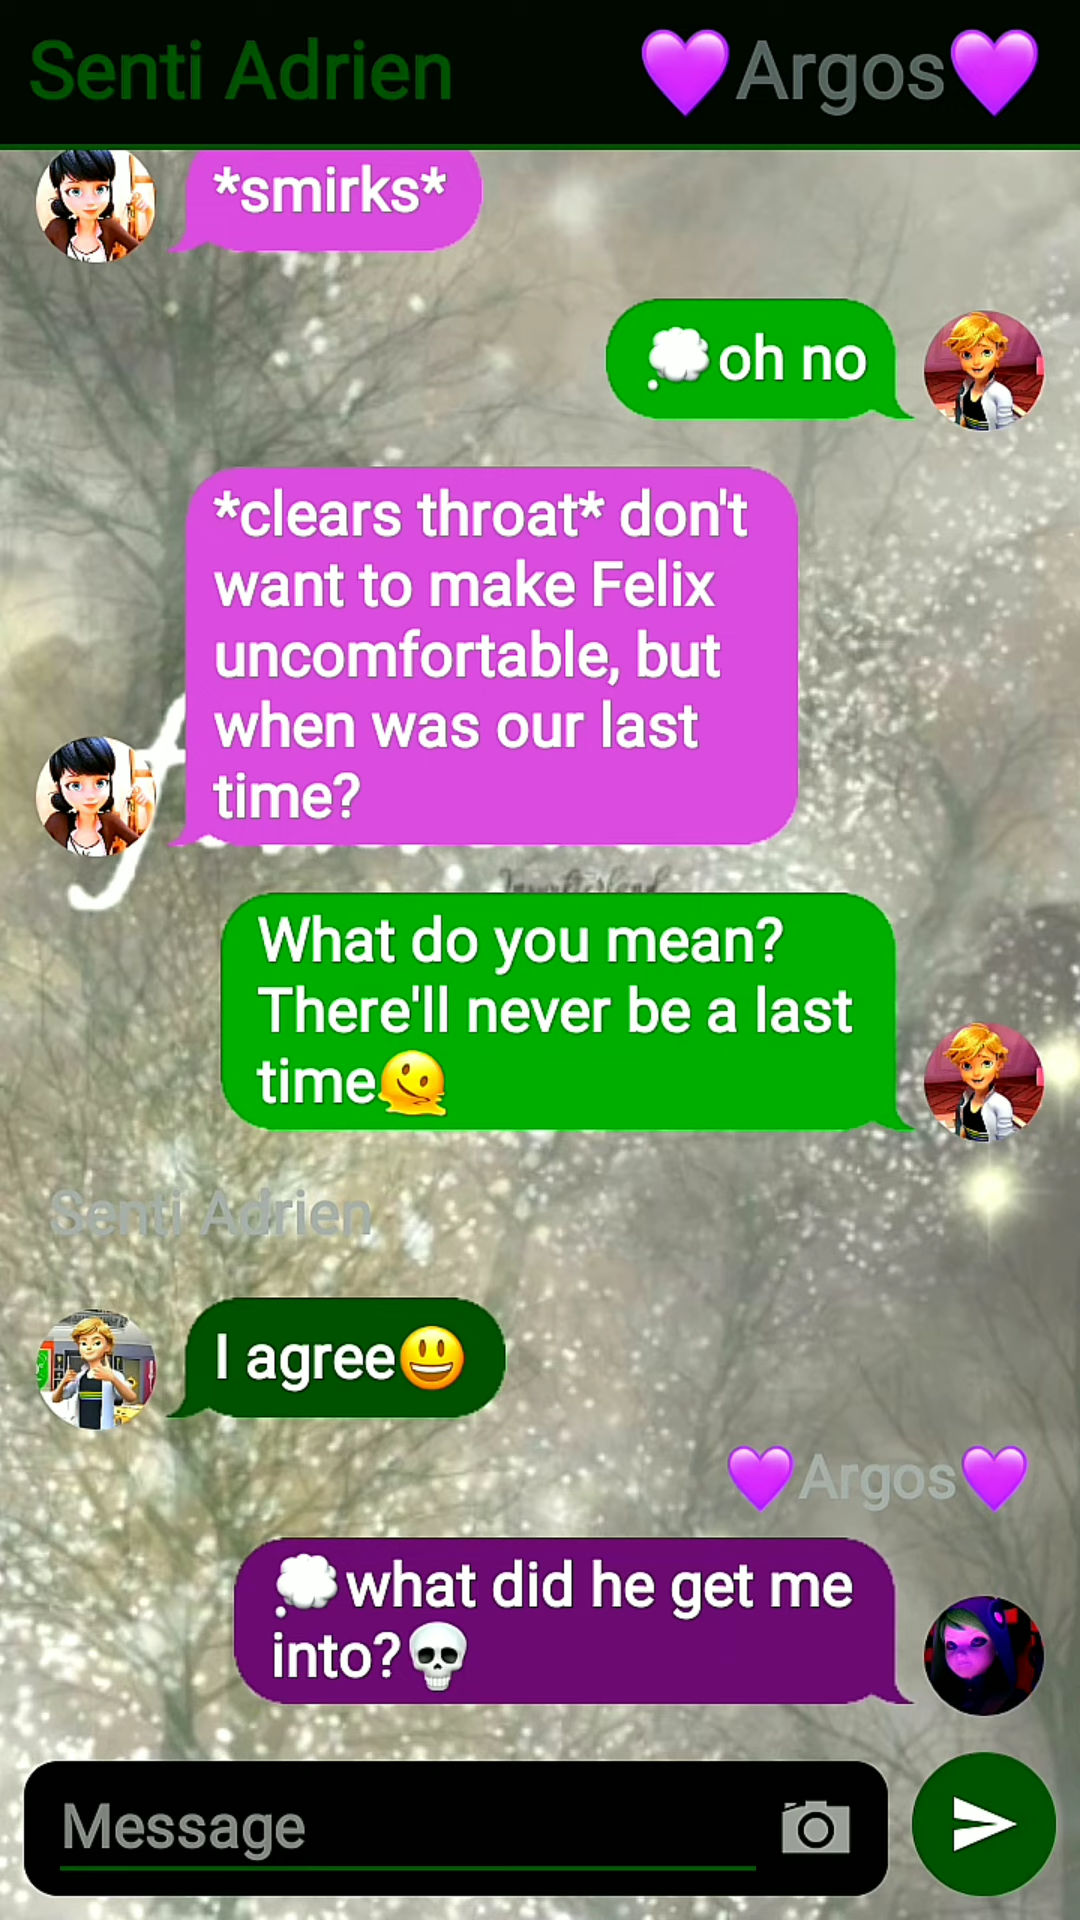 Senti Adrien 💜Argos💜
*smirks*
💭oh no
*clears throat* don't
want to make Felix
uncomfortable, but
when was our last
time?
What do you mean?
There'll never be a last
time🫠
Senti Adrien
I agree😃
💜Argos💜
💭what did he get me
into?💀
Message